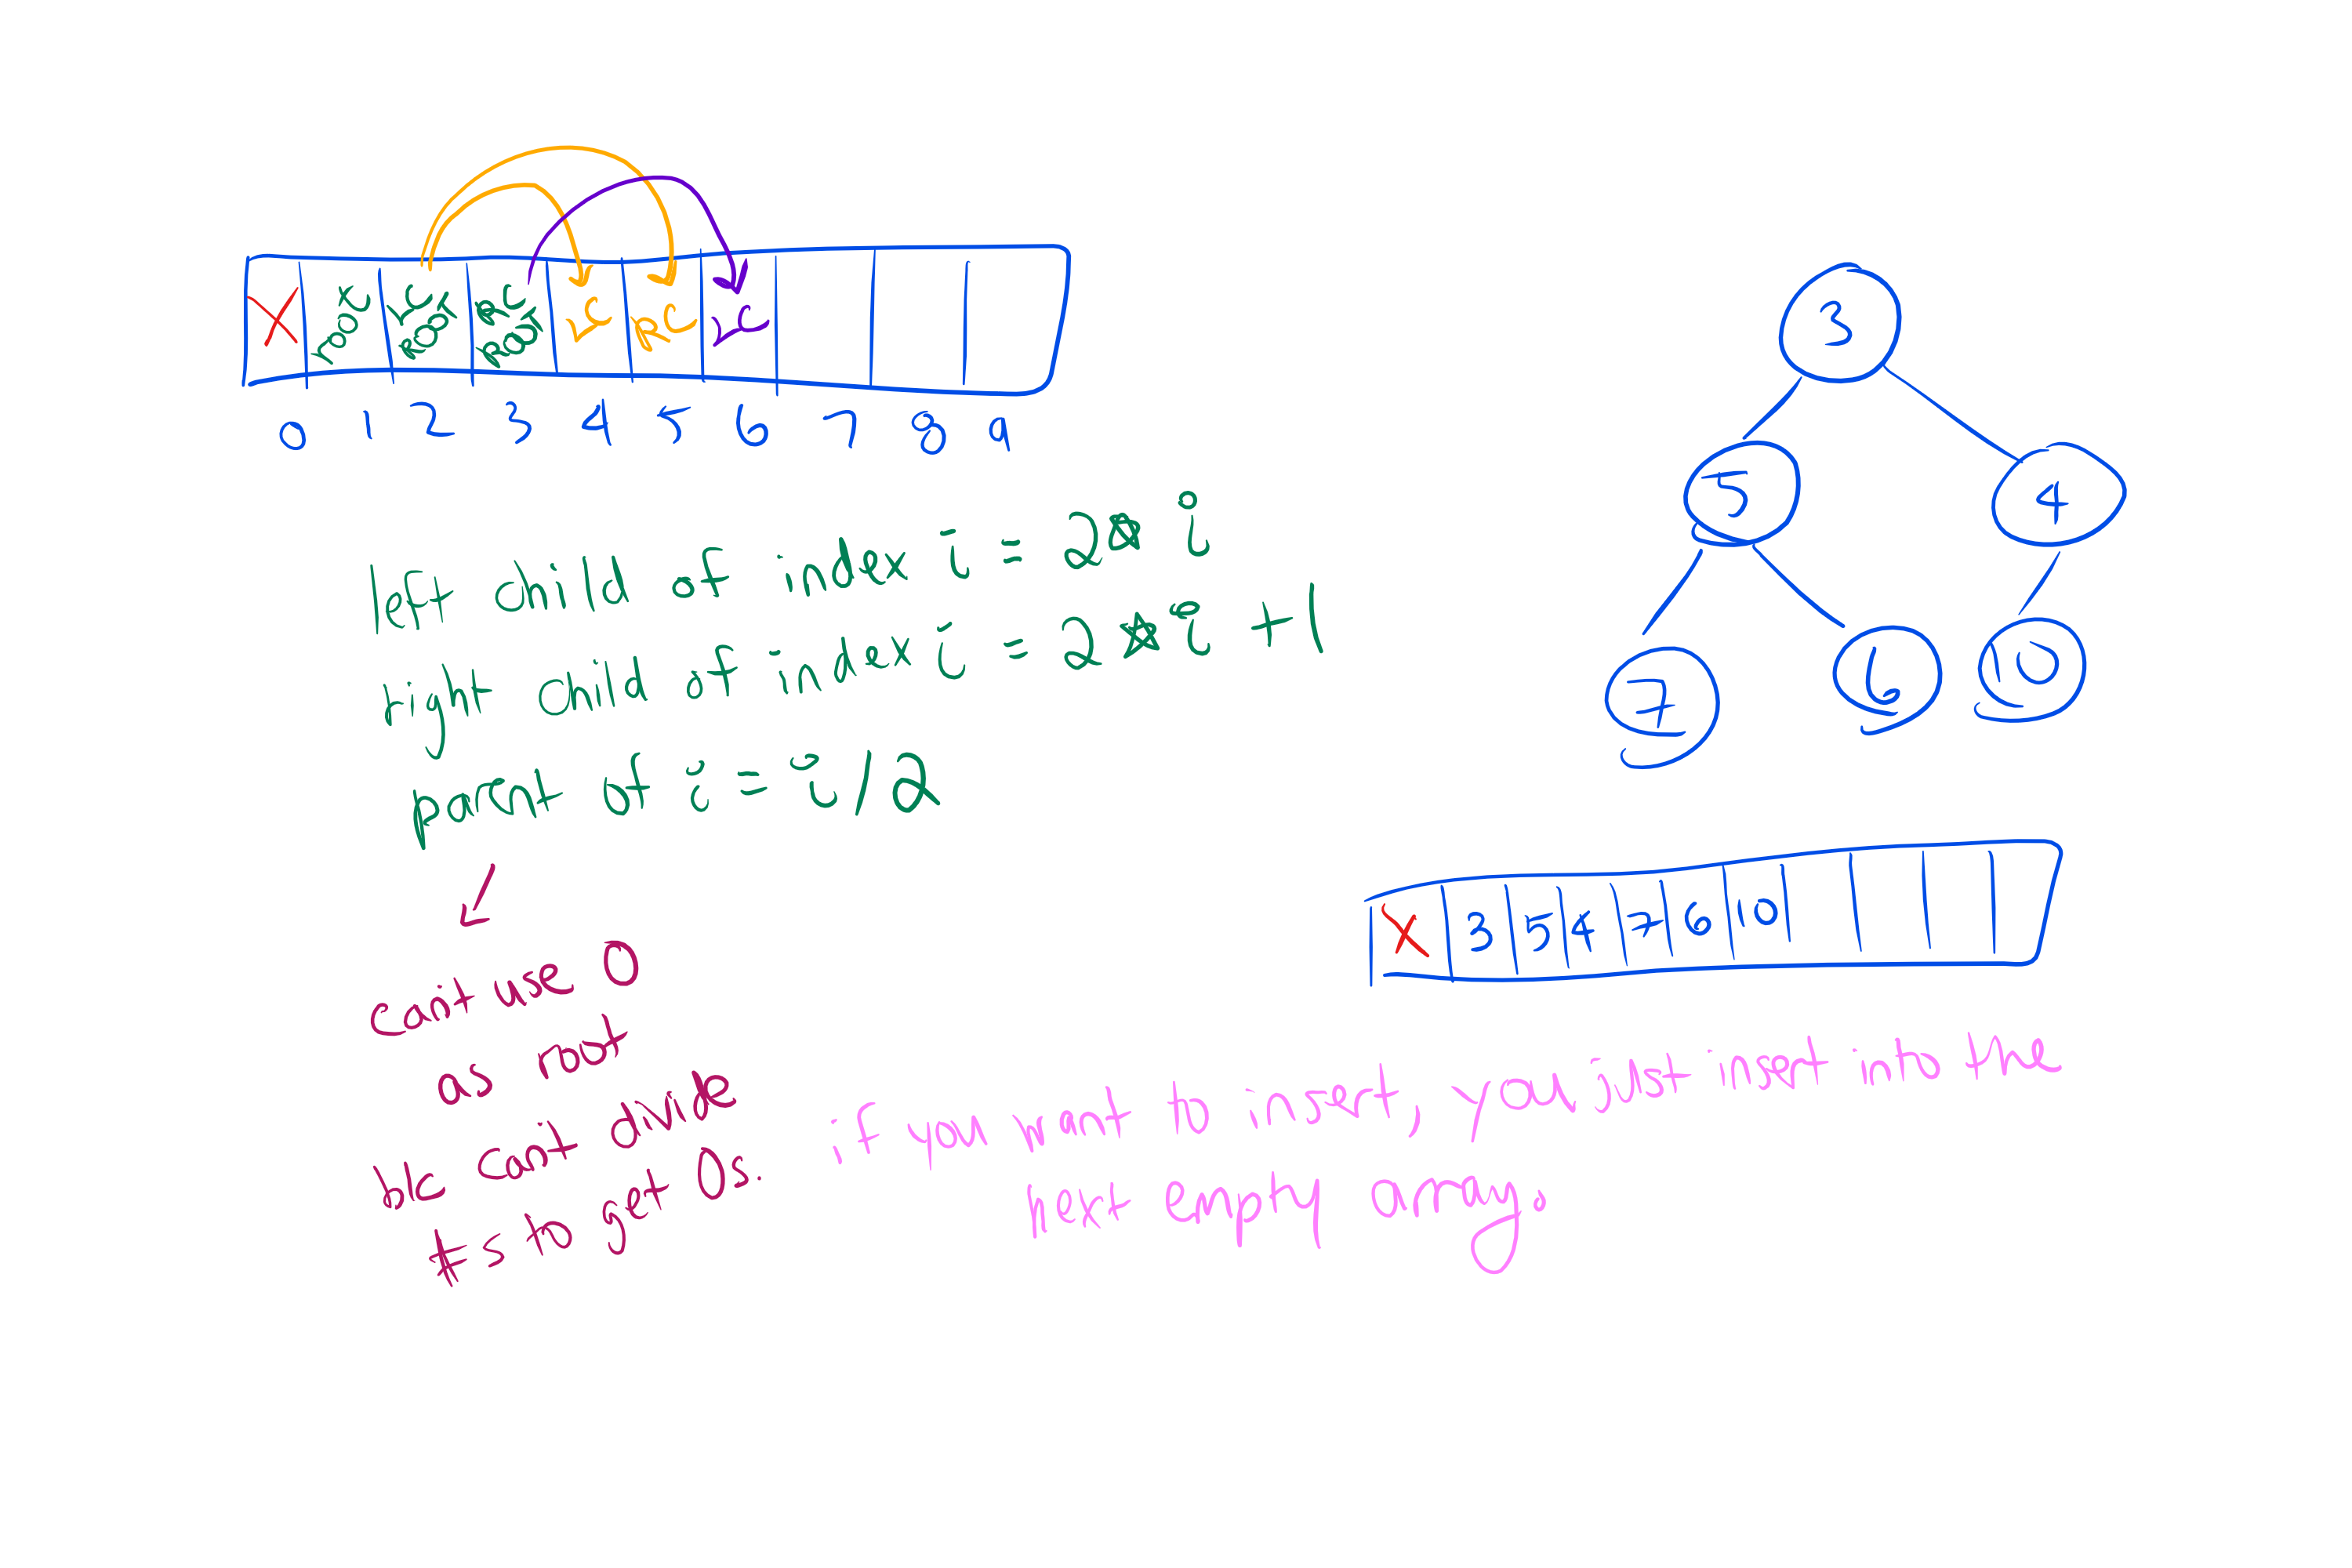 X root LC root RC root LC RC LC
0 1 2 3 4 5 6 7 8 9
left child of index i = 2 * i
right child of index i = 2 * i + 1
parent of i = i / 2
can't use 0
as root
bc can't divide
#s to get 0s.
3
5 4
7 6 10
X 3 5 4 7 6 10
if you want to insert, you just insert into the
next empty array.